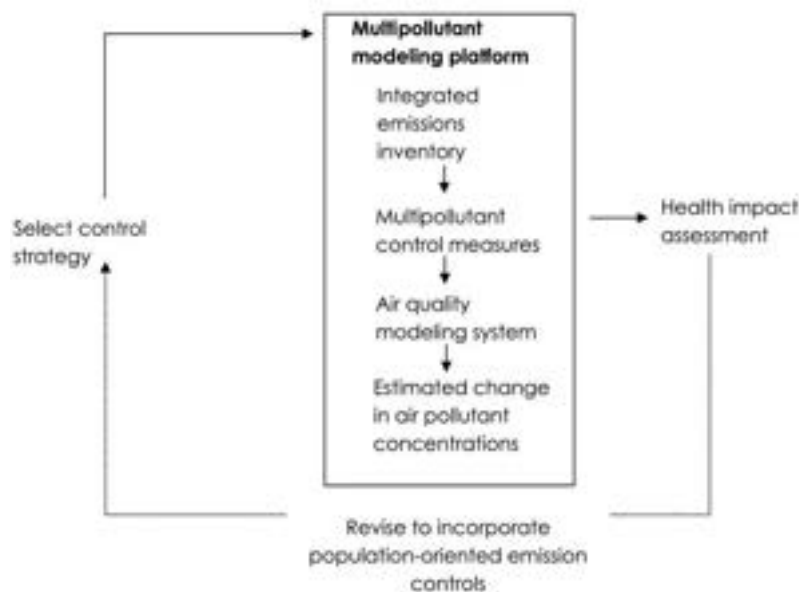 Multipollutant
modeling platform
Integrated
emissions
inventory
Multipollutant
control measures
Air quality
modeling system
Estimated change
in air pollutant
concentrations
Health impact
assessment
Select control
strategy
Revise to incorporate
population-oriented emission
controls